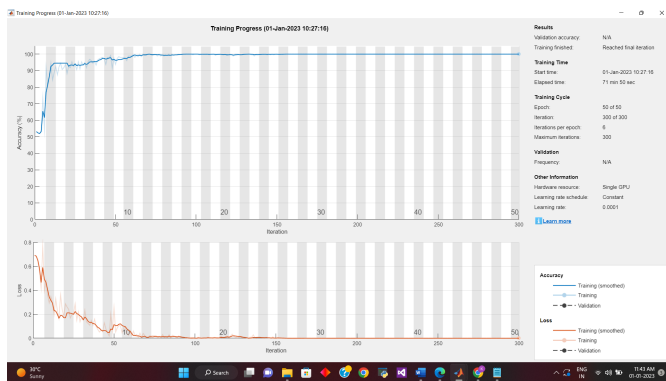 Training Progress (01-Jan-2023 10:27:16)
Training Progress (01-Jan-2023 10:27:16)
100
90
80
70
60
50
40
30
20
10
0
Accuracy (%)
10
20
30
40
50
0
50
100
150
200
250
300
Iteration
0.8
0.6
0.4
0.2
0
Loss
10
20
30
40
50
0
50
100
150
200
250
300
Iteration
Results
Validation accuracy: N/A
Training finished: Reached final iteration
Training Time
Start time: 01-Jan-2023 10:27:16
Elapsed time: 71 min 50 sec
Training Cycle
Epoch: 50 of 50
Iteration: 300 of 300
Iterations per epoch: 6
Maximum iterations: 300
Validation
Frequency: N/A
Other Information
Hardware resource: Single GPU
Learning rate schedule: Constant
Learning rate: 0.0001
Learn more
Accuracy
Training (smoothed)
Training
Validation
Loss
Training (smoothed)
Training
Validation
30°C
Sunny
Search
ENG
IN
11:43 AM
01-01-2023